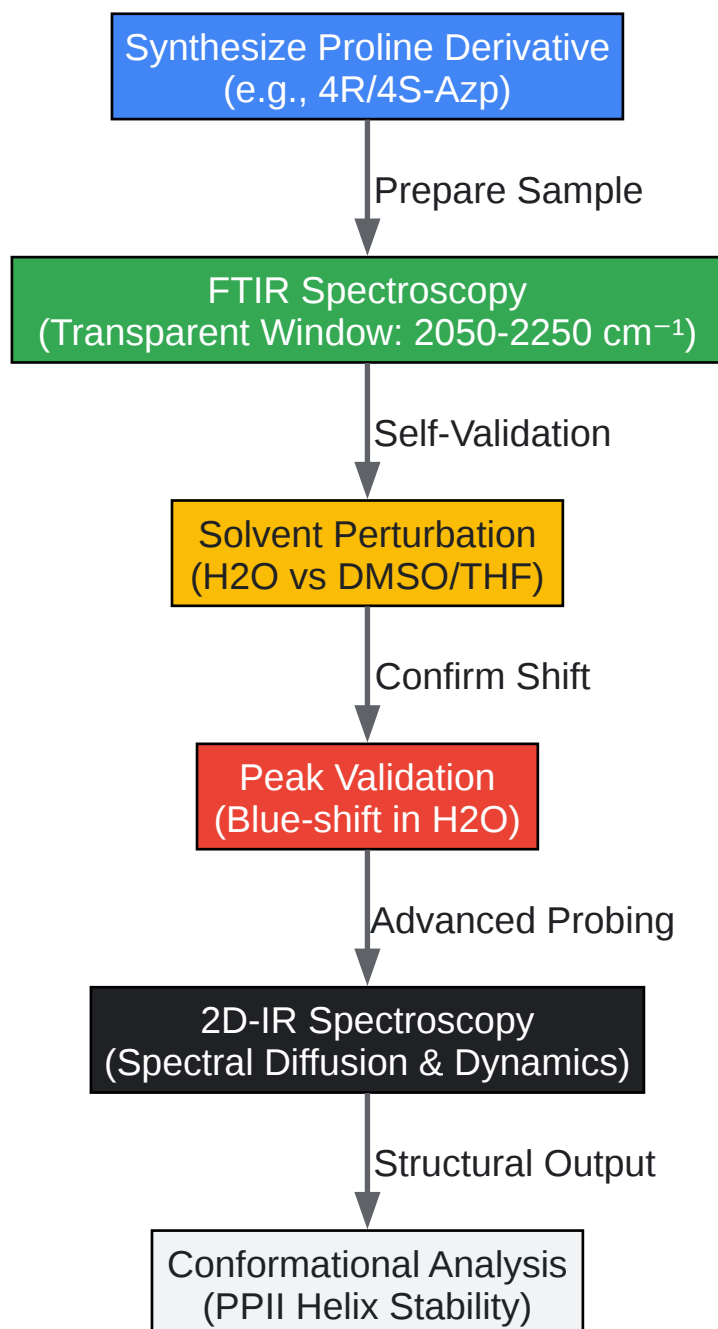 Synthesize Proline Derivative
(e.g., 4R/4S-Azp)
Prepare Sample
FTIR Spectroscopy
(Transparent Window: 2050-2250 cm⁻¹)
Self-Validation
Solvent Perturbation
(H2O vs DMSO/THF)
Confirm Shift
Peak Validation
(Blue-shift in H2O)
Advanced Probing
2D-IR Spectroscopy
(Spectral Diffusion & Dynamics)
Structural Output
Conformational Analysis
(PPII Helix Stability)